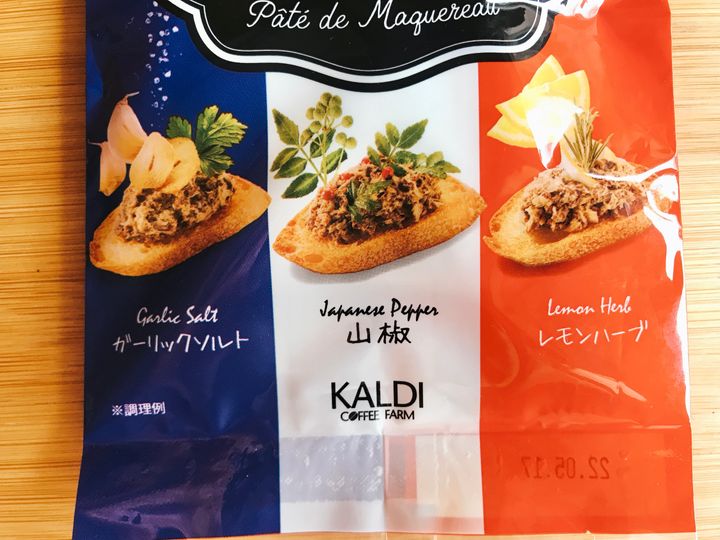 Pâté de Maquereau
Garlic Salt
ガーリックソルト
Japanese Pepper
山椒
Lemon Herb
レモンハーブ
※調理例
KALDI
COFFEE FARM
22.05.17